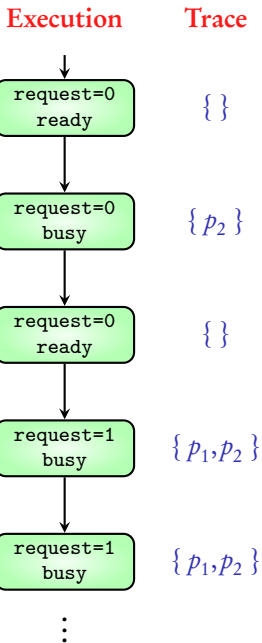 Execution Trace
request=0
ready
{ }
request=0
busy
{ p2 }
request=0
ready
{ }
request=1
busy
{ p1, p2 }
request=1
busy
{ p1, p2 }
⋮